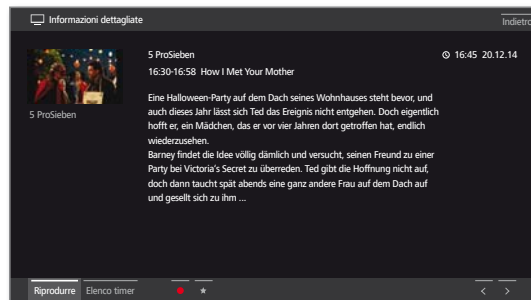 Informazioni dettagliate
Indietro
5 ProSieben
16:45 20.12.14
16:30-16:58 How I Met Your Mother
5 ProSieben
Eine Halloween-Party auf dem Dach seines Wohnhauses steht bevor, und
auch dieses Jahr lässt sich Ted das Ereignis nicht entgehen. Doch eigentlich
hofft er, ein Mädchen, das er vor vier Jahren dort getroffen hat, endlich
wiederzusehen.
Barney findet die Idee völlig dämlich und versucht, seinen Freund zu einer
Party bei Victoria's Secret zu überreden. Ted gibt die Hoffnung nicht auf,
doch dann taucht spät abends eine ganz andere Frau auf dem Dach auf
und gesellt sich zu ihm ...
Riprodurre Elenco timer